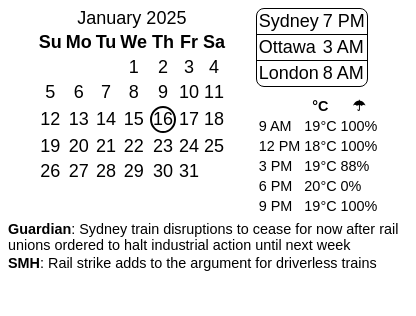 January 2025
Su Mo Tu We Th Fr Sa
1 2 3 4
5 6 7 8 9 10 11
12 13 14 15 16 17 18
19 20 21 22 23 24 25
26 27 28 29 30 31
Sydney 7 PM
Ottawa 3 AM
London 8 AM
°C ☂
9 AM 19°C 100%
12 PM 18°C 100%
3 PM 19°C 88%
6 PM 20°C 0%
9 PM 19°C 100%
Guardian: Sydney train disruptions to cease for now after rail
unions ordered to halt industrial action until next week
SMH: Rail strike adds to the argument for driverless trains